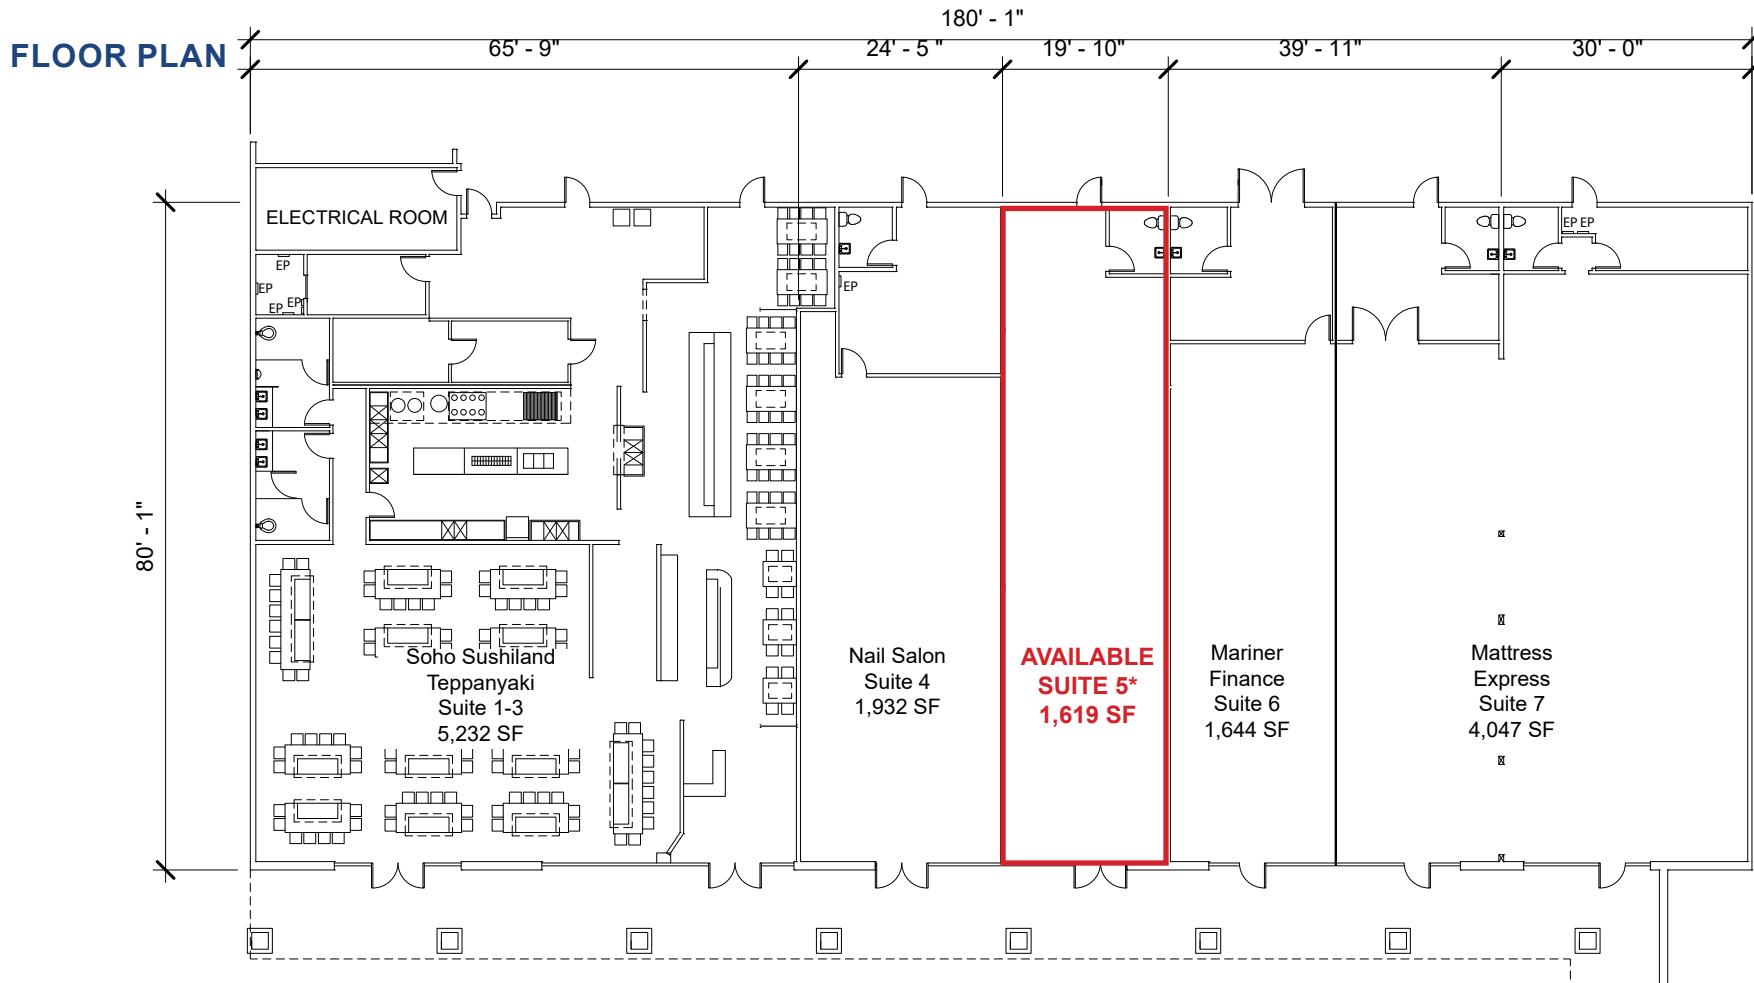 180' - 1"
FLOOR PLAN
65' - 9"
24' - 5 "
19' - 10"
39' - 11"
30' - 0"
ELECTRICAL ROOM
EP
EP
EP
EP
EP
EP EP
80' - 1"
Soho Sushiland
Teppanyaki
Suite 1-3
5,232 SF
Nail Salon
Suite 4
1,932 SF
AVAILABLE
SUITE 5*
1,619 SF
Mariner
Finance
Suite 6
1,644 SF
Mattress
Express
Suite 7
4,047 SF